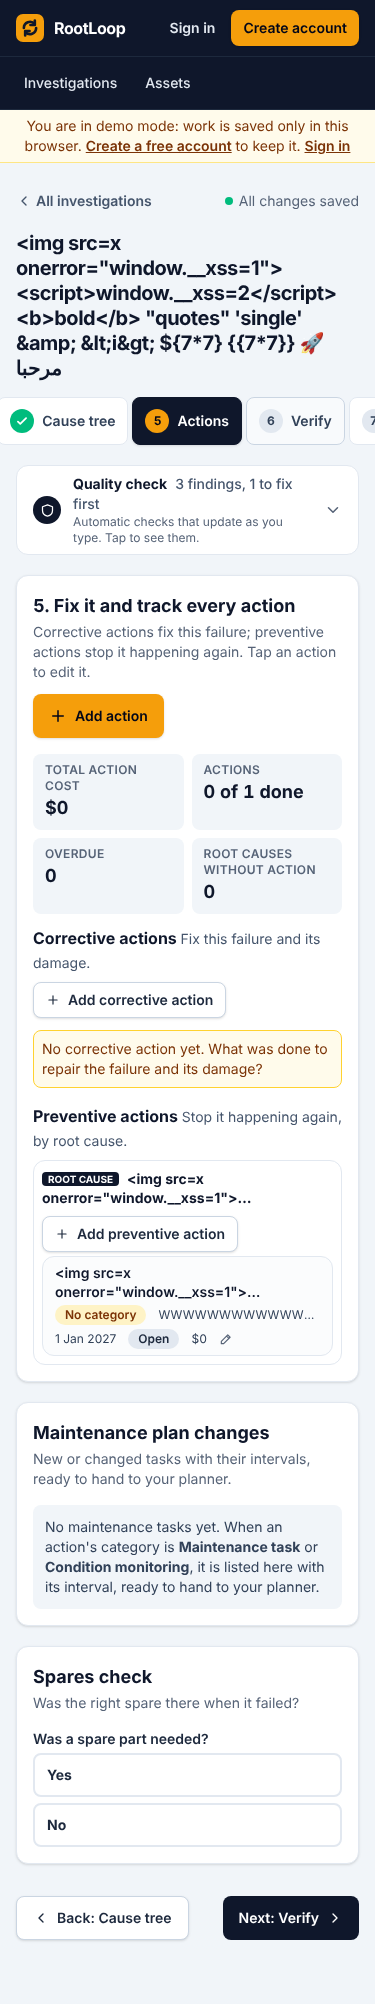 RootLoop Sign in Create account
Investigations Assets
You are in demo mode: work is saved only in this
browser. Create a free account to keep it. Sign in
All investigations All changes saved
<img src=x
onerror="window.__xss=1">
<script>window.__xss=2</script>
<b>bold</b> "quotes" 'single'
&amp; &lt;i&gt; ${7*7} {{7*7}} 🚀
مرحبا
Cause tree 5 Actions 6 Verify 7
Quality check 3 findings, 1 to fix
first
Automatic checks that update as you
type. Tap to see them.
5. Fix it and track every action
Corrective actions fix this failure; preventive
actions stop it happening again. Tap an action
to edit it.
Add action
TOTAL ACTION
COST
$0
ACTIONS
0 of 1 done
OVERDUE
0
ROOT CAUSES
WITHOUT ACTION
0
Corrective actions Fix this failure and its
damage.
Add corrective action
No corrective action yet. What was done to
repair the failure and its damage?
Preventive actions Stop it happening again,
by root cause.
ROOT CAUSE <img src=x
onerror="window.__xss=1">...
Add preventive action
<img src=x
onerror="window.__xss=1">...
No category WWWWWWWWWWWW...
1 Jan 2027 Open $0
Maintenance plan changes
New or changed tasks with their intervals,
ready to hand to your planner.
No maintenance tasks yet. When an
action's category is Maintenance task or
Condition monitoring, it is listed here with
its interval, ready to hand to your planner.
Spares check
Was the right spare there when it failed?
Was a spare part needed?
Yes
No
Back: Cause tree Next: Verify